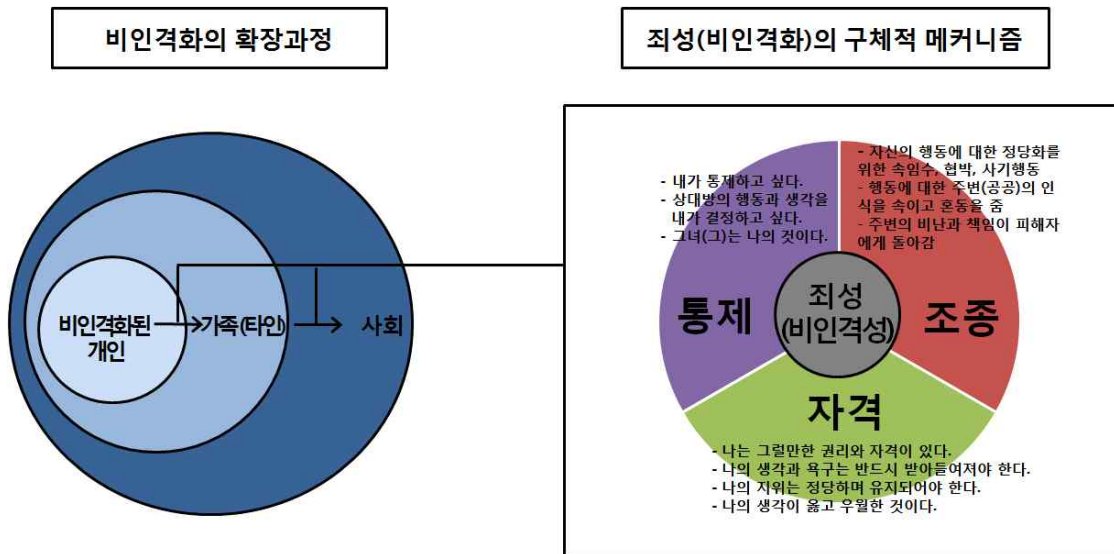 비인격화의 확장과정
죄성(비인격화)의 구체적 메커니즘
비인격화된
개인
가족(타인)
사회
- 내가 통제하고 싶다.
- 상대방의 행동과 생각을
내가 결정하고 싶다.
- 그녀(그)는 나의 것이다.
통제
- 자신의 행동에 대한 정당화를
위한 속임수, 협박, 사기행동
- 행동에 대한 주변(공공)의 인
식을 속이고 혼동을 줌
- 주변의 비난과 책임이 피해자
에게 돌아감
조종
죄성
(비인격성)
자격
- 나는 그럴만한 권리와 자격이 있다.
- 나의 생각과 욕구는 반드시 받아들여져야 한다.
- 나의 지위는 정당하며 유지되어야 한다.
- 나의 생각이 옳고 우월한 것이다.